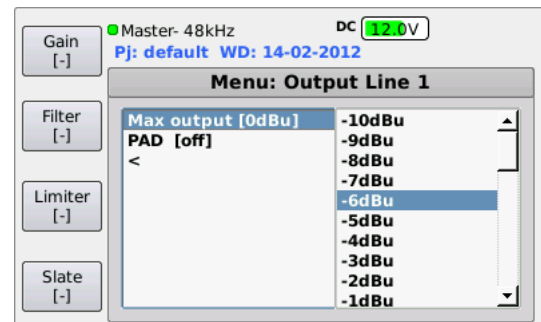 Gain
[-]
Master- 48kHz
DC 12.0V
Pj: default WD: 14-02-2012
Menu: Output Line 1
Filter
[-]
Limiter
[-]
Slate
[-]
Max output [0dBu]
PAD [off]
<
-10dBu
-9dBu
-8dBu
-7dBu
-6dBu
-5dBu
-4dBu
-3dBu
-2dBu
-1dBu